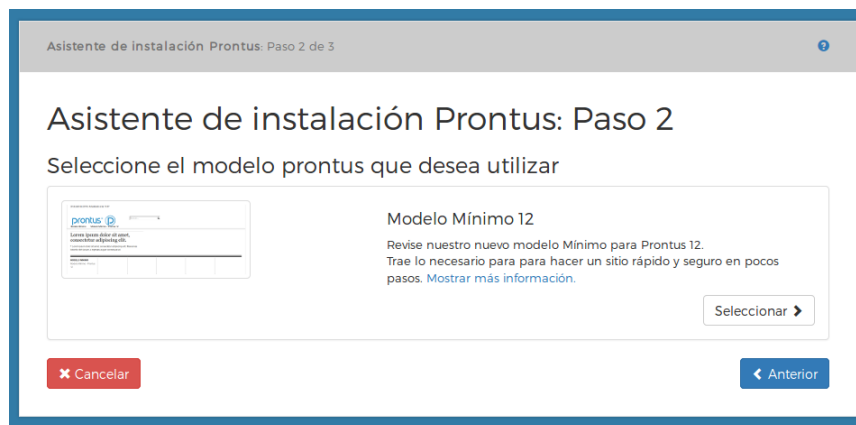 Asistente de instalación Prontus: Paso 2 de 3
Asistente de instalación Prontus: Paso 2
Seleccione el modelo prontus que desea utilizar
prontus
Lorem ipsum dolor sit amet,
consectetur adipiscing elit.
Modelo Mínimo 12
Revise nuestro nuevo modelo Mínimo para Prontus 12.
Trae lo necesario para para hacer un sitio rápido y seguro en pocos
pasos. Mostrar más información.
Seleccionar
Cancelar
Anterior